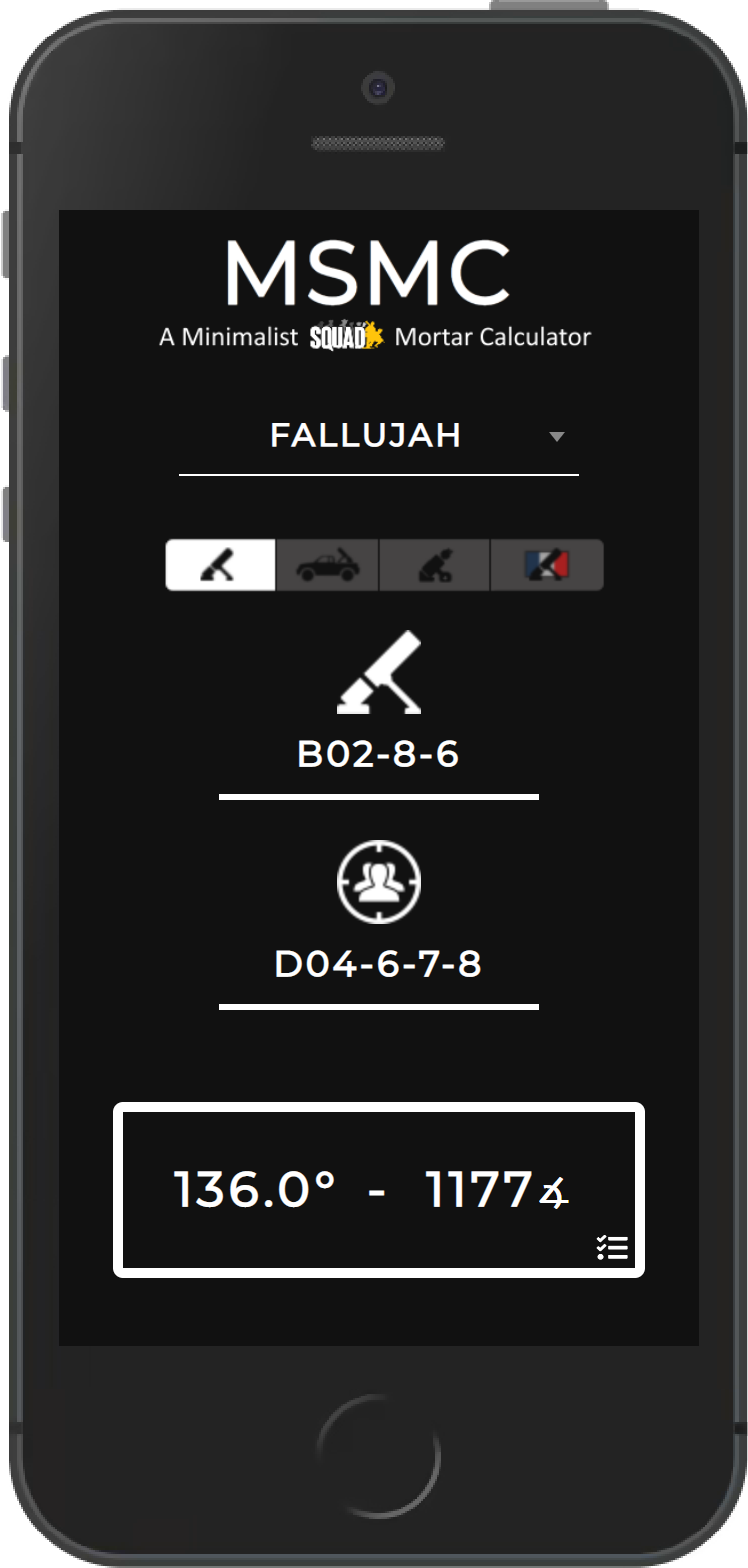 MSMC
A Minimalist SQUAD Mortar Calculator
FALLUJAH
B02-8-6
D04-6-7-8
136.0° - 1177∡